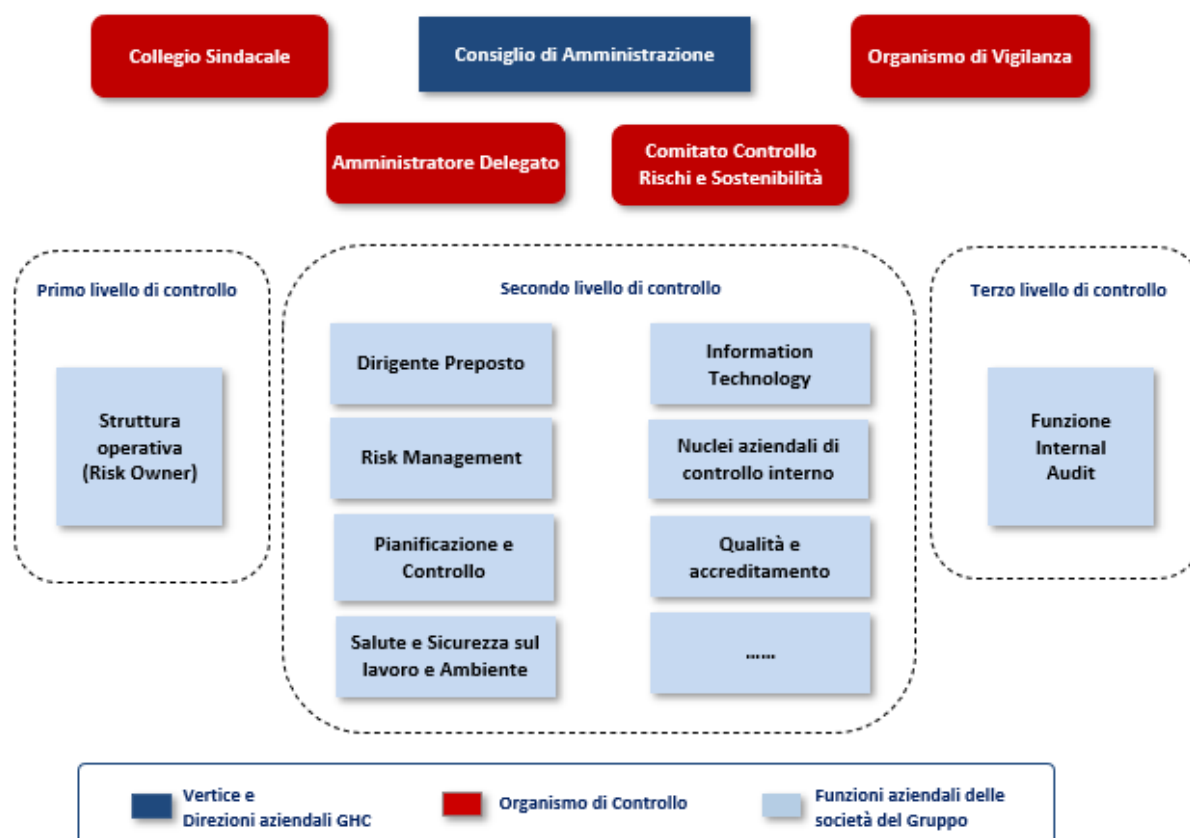 Collegio Sindacale
Consiglio di Amministrazione
Organismo di Vigilanza
Amministratore Delegato
Comitato Controllo
Rischi e Sostenibilità
Primo livello di controllo
Struttura
operativa
(Risk Owner)
Secondo livello di controllo
Dirigente Preposto
Information
Technology
Risk Management
Nuclei aziendali di
controllo interno
Pianificazione e
Controllo
Qualità e
accreditamento
Salute e Sicurezza sul
lavoro e Ambiente
......
Terzo livello di controllo
Funzione
Internal
Audit
Vertice e
Direzioni aziendali GHC
Organismo di Controllo
Funzioni aziendali delle
società del Gruppo